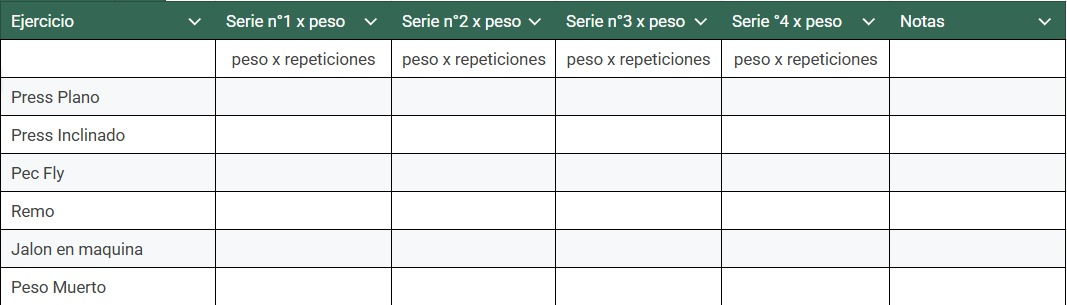 Ejercicio Serie n°1 x peso Serie n°2 x peso Serie n°3 x peso Serie °4 x peso Notas
peso x repeticiones peso x repeticiones peso x repeticiones peso x repeticiones
Press Plano
Press Inclinado
Pec Fly
Remo
Jalon en maquina
Peso Muerto